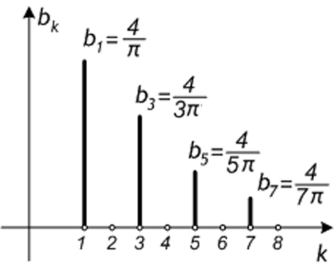 b_k
b_1 = 4/π
b_3 = 4/3π
b_5 = 4/5π
b_7 = 4/7π
1 2 3 4 5 6 7 8
k